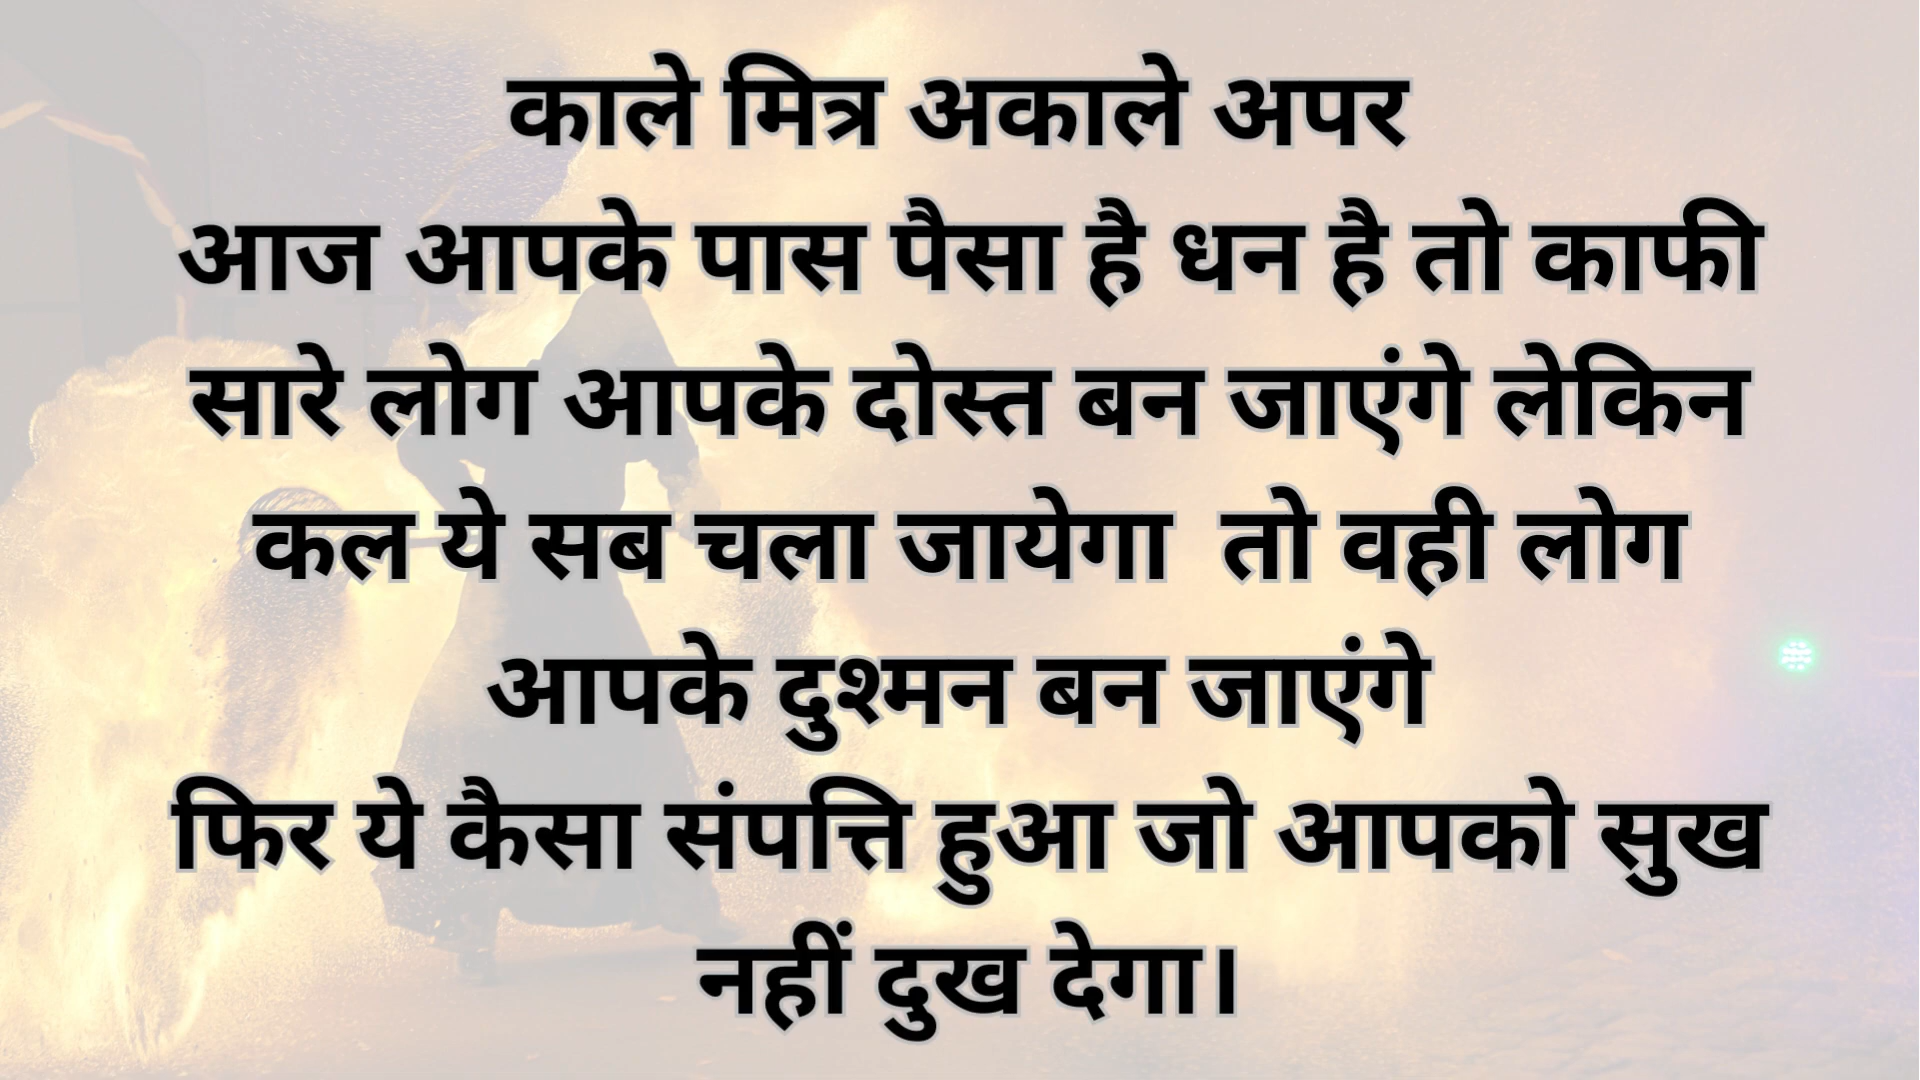 काले मित्र अकाले अपर
आज आपके पास पैसा है धन है तो काफी
सारे लोग आपके दोस्त बन जाएंगे लेकिन
कल ये सब चला जायेगा  तो वही लोग
आपके दुश्मन बन जाएंगे
फिर ये कैसा संपत्ति हुआ जो आपको सुख
नहीं दुख देगा।